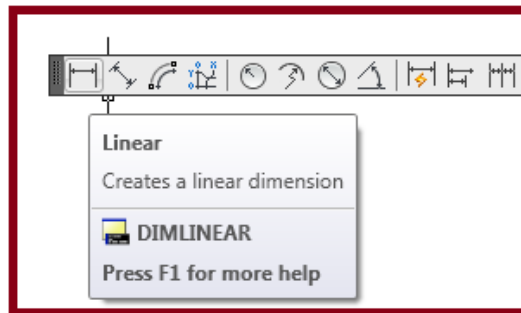 Linear
Creates a linear dimension
DIMLINEAR
Press F1 for more help